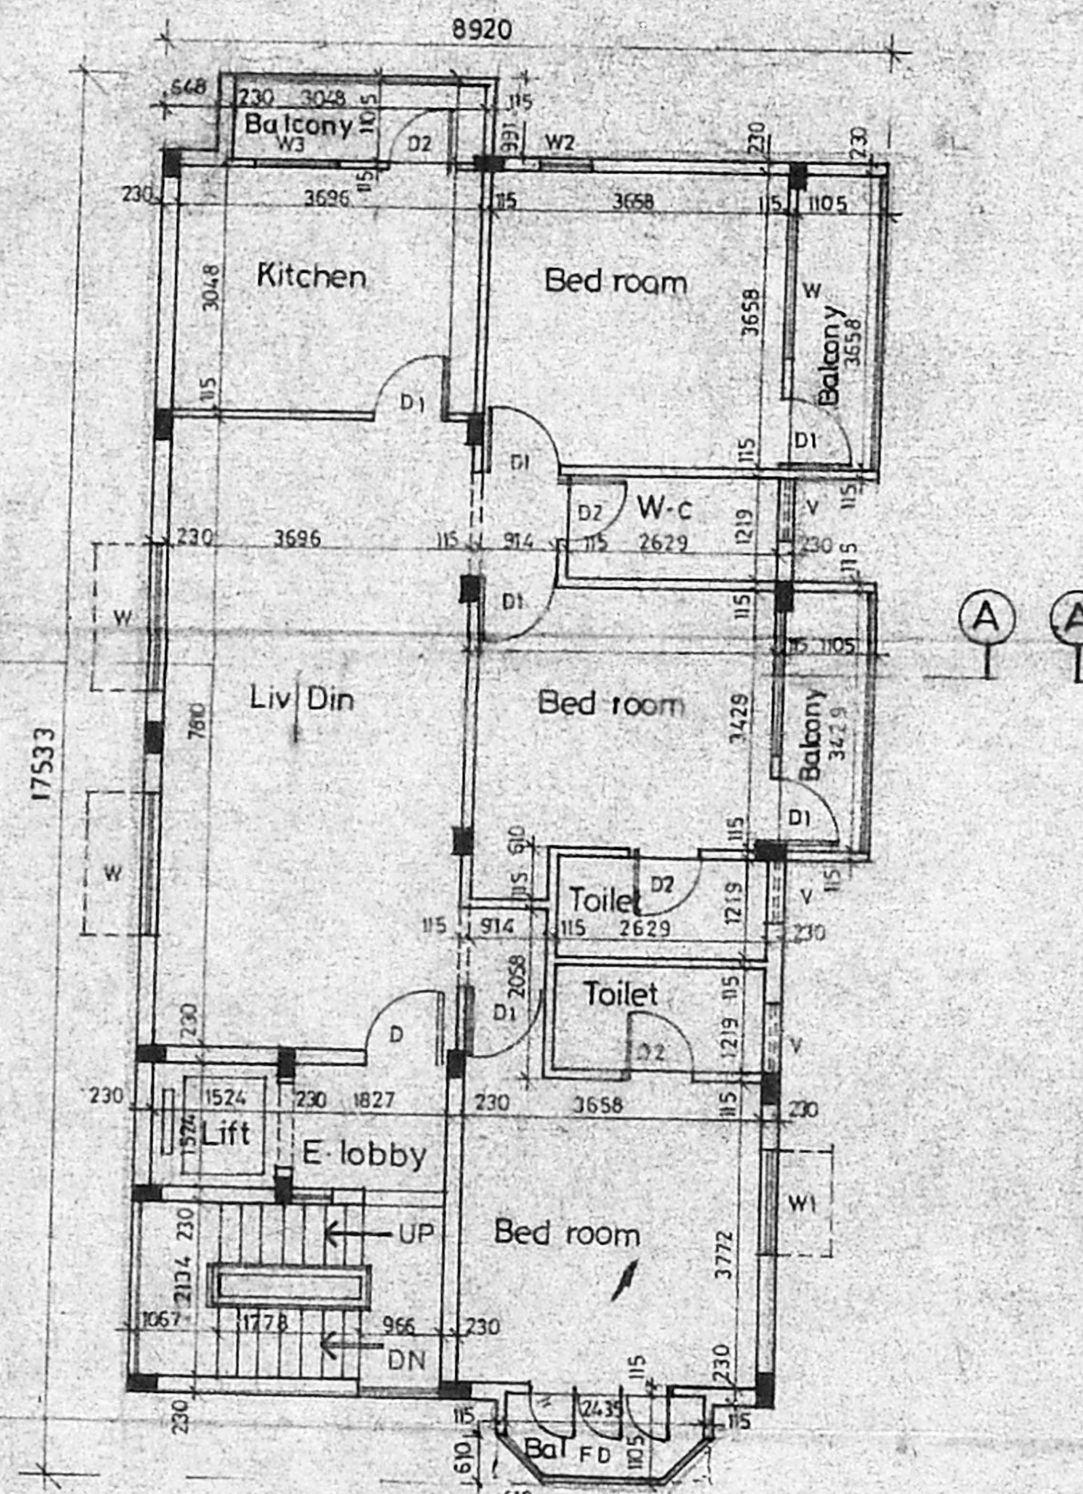 8920
648
230 3048
1105
115
Balcony
W3
D2
991
W2
230
230
115
230
3696
115
3658
115
1105
Kitchen
Bed room
3048
3658
W
Balcony
3658
115
D1
D1
D1
115
D2
W-c
V
115
230
3696
115
914
115
2629
1219
230
115
D1
115
W
A
A
115
1105
Liv/Din
Bed room
7810
3429
Balcony
3429
17533
D1
610
115
W
115
Toilet
D2
1219
V
115
115
914
115
2629
230
2058
Toilet
115
230
D
D1
D2
1219
V
230
1524
230
1827
230
3658
115
230
1524
Lift
E.lobby
W1
230
UP
Bed room
3772
2134
1067
1778
966
230
DN
230
115
230
115
2435
115
610
Bal
FD
1105